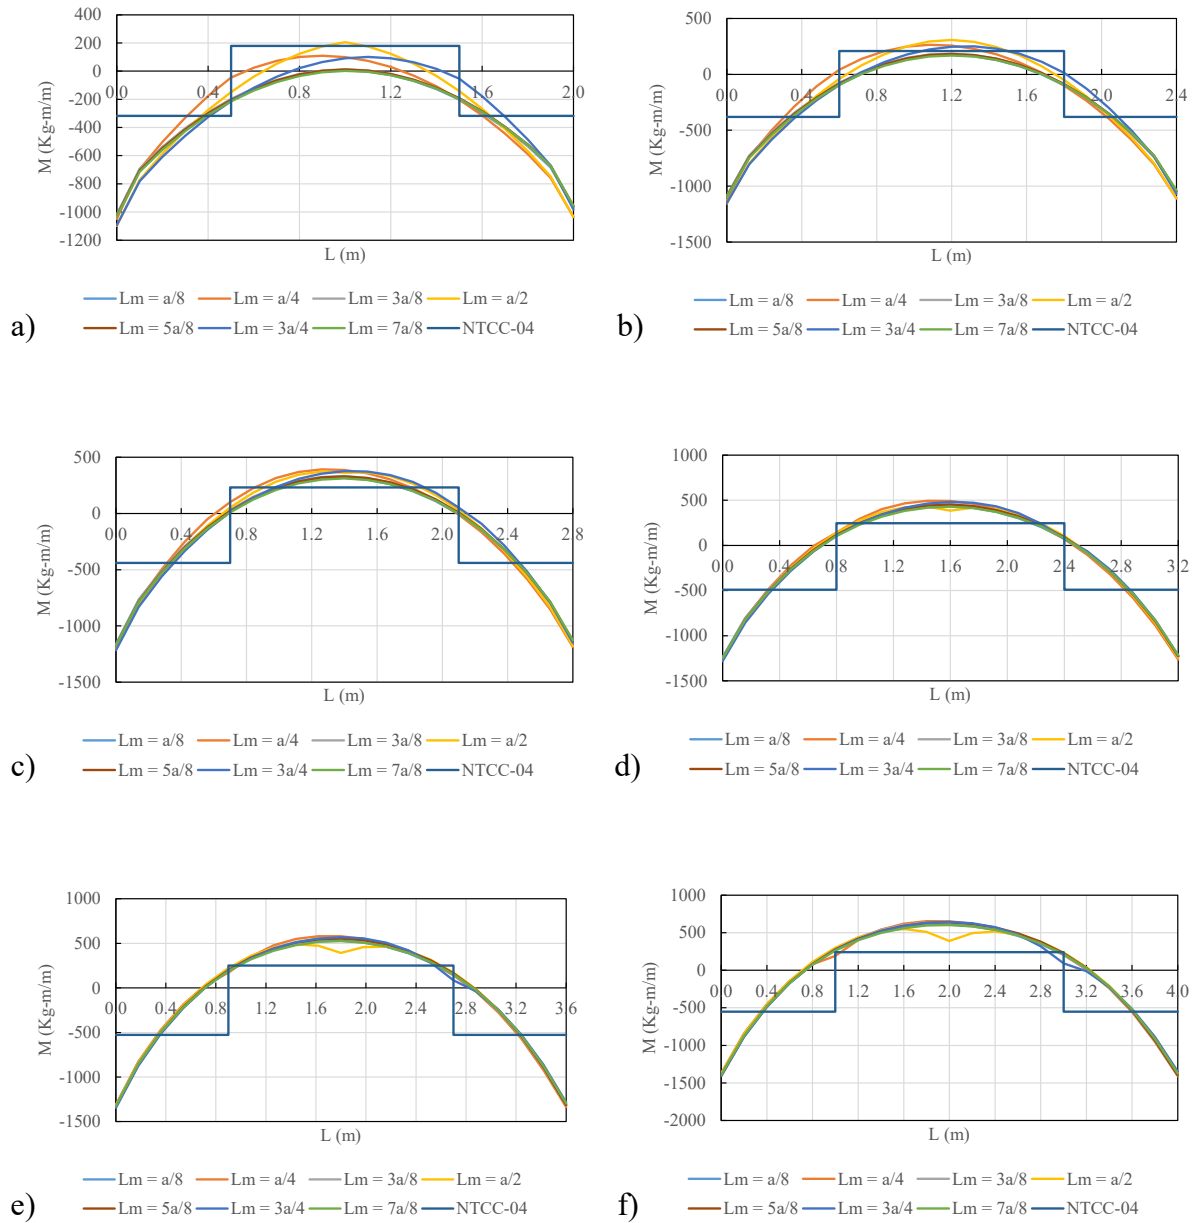 400
200
0
-200
-400
-600
-800
-1000
-1200
M (Kg-m/m)
0.0 0.4 0.8 1.2 1.6 2.0
L (m)
Lm = a/8 Lm = a/4 Lm = 3a/8 Lm = a/2
Lm = 5a/8 Lm = 3a/4 Lm = 7a/8 NTCC-04
a)
500
0
-500
-1000
-1500
M (Kg-m/m)
0.0 0.4 0.8 1.2 1.6 2.0 2.4
L (m)
Lm = a/8 Lm = a/4 Lm = 3a/8 Lm = a/2
Lm = 5a/8 Lm = 3a/4 Lm = 7a/8 NTCC-04
b)
500
0
-500
-1000
-1500
M (Kg-m/m)
0.0 0.4 0.8 1.2 1.6 2.0 2.4 2.8
L (m)
Lm = a/8 Lm = a/4 Lm = 3a/8 Lm = a/2
Lm = 5a/8 Lm = 3a/4 Lm = 7a/8 NTCC-04
c)
1000
500
0
-500
-1000
-1500
M (Kg-m/m)
0.0 0.4 0.8 1.2 1.6 2.0 2.4 2.8 3.2
L (m)
Lm = a/8 Lm = a/4 Lm = 3a/8 Lm = a/2
Lm = 5a/8 Lm = 3a/4 Lm = 7a/8 NTCC-04
d)
1000
500
0
-500
-1000
-1500
M (Kg-m/m)
0.0 0.4 0.8 1.2 1.6 2.0 2.4 2.8 3.2 3.6
L (m)
Lm = a/8 Lm = a/4 Lm = 3a/8 Lm = a/2
Lm = 5a/8 Lm = 3a/4 Lm = 7a/8 NTCC-04
e)
1000
500
0
-500
-1000
-1500
-2000
M (Kg-m/m)
0.0 0.4 0.8 1.2 1.6 2.0 2.4 2.8 3.2 3.6 4.0
L (m)
Lm = a/8 Lm = a/4 Lm = 3a/8 Lm = a/2
Lm = 5a/8 Lm = 3a/4 Lm = 7a/8 NTCC-04
f)